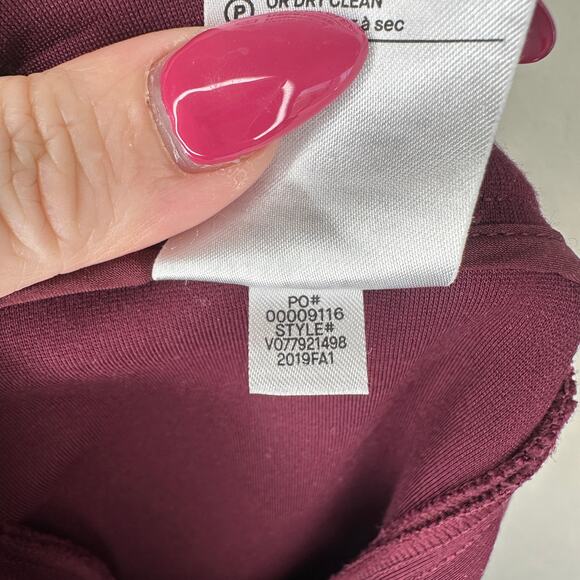 P
OR DRY CLEAN
à sec
PO#
00009116
STYLE#
V077921498
2019FA1